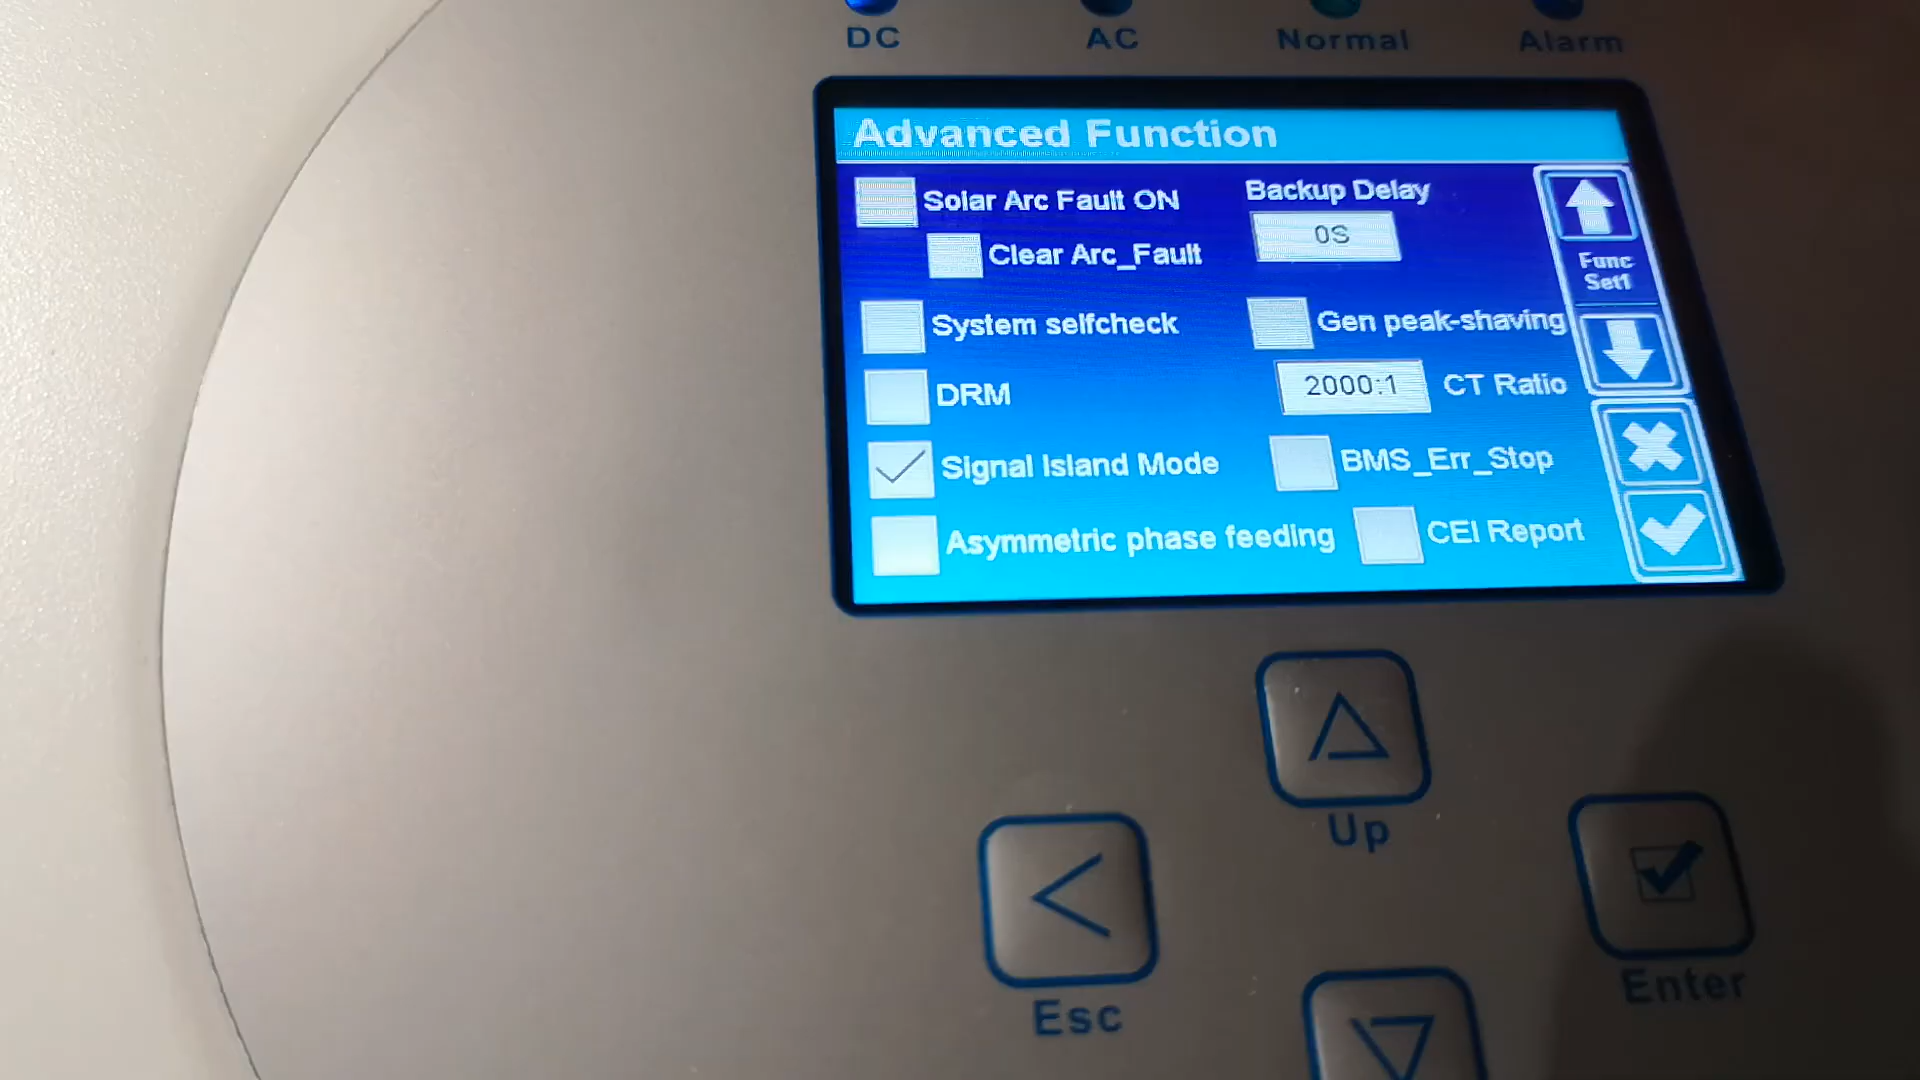 DC AC Normal Alarm
Advanced Function
Solar Arc Fault ON
Clear Arc_Fault
System selfcheck
DRM
Signal Island Mode
Asymmetric phase feeding
Backup Delay
0S
Gen peak-shaving
2000:1 CT Ratio
BMS_Err_Stop
CEI Report
Func
Set1
Up
Esc
Enter